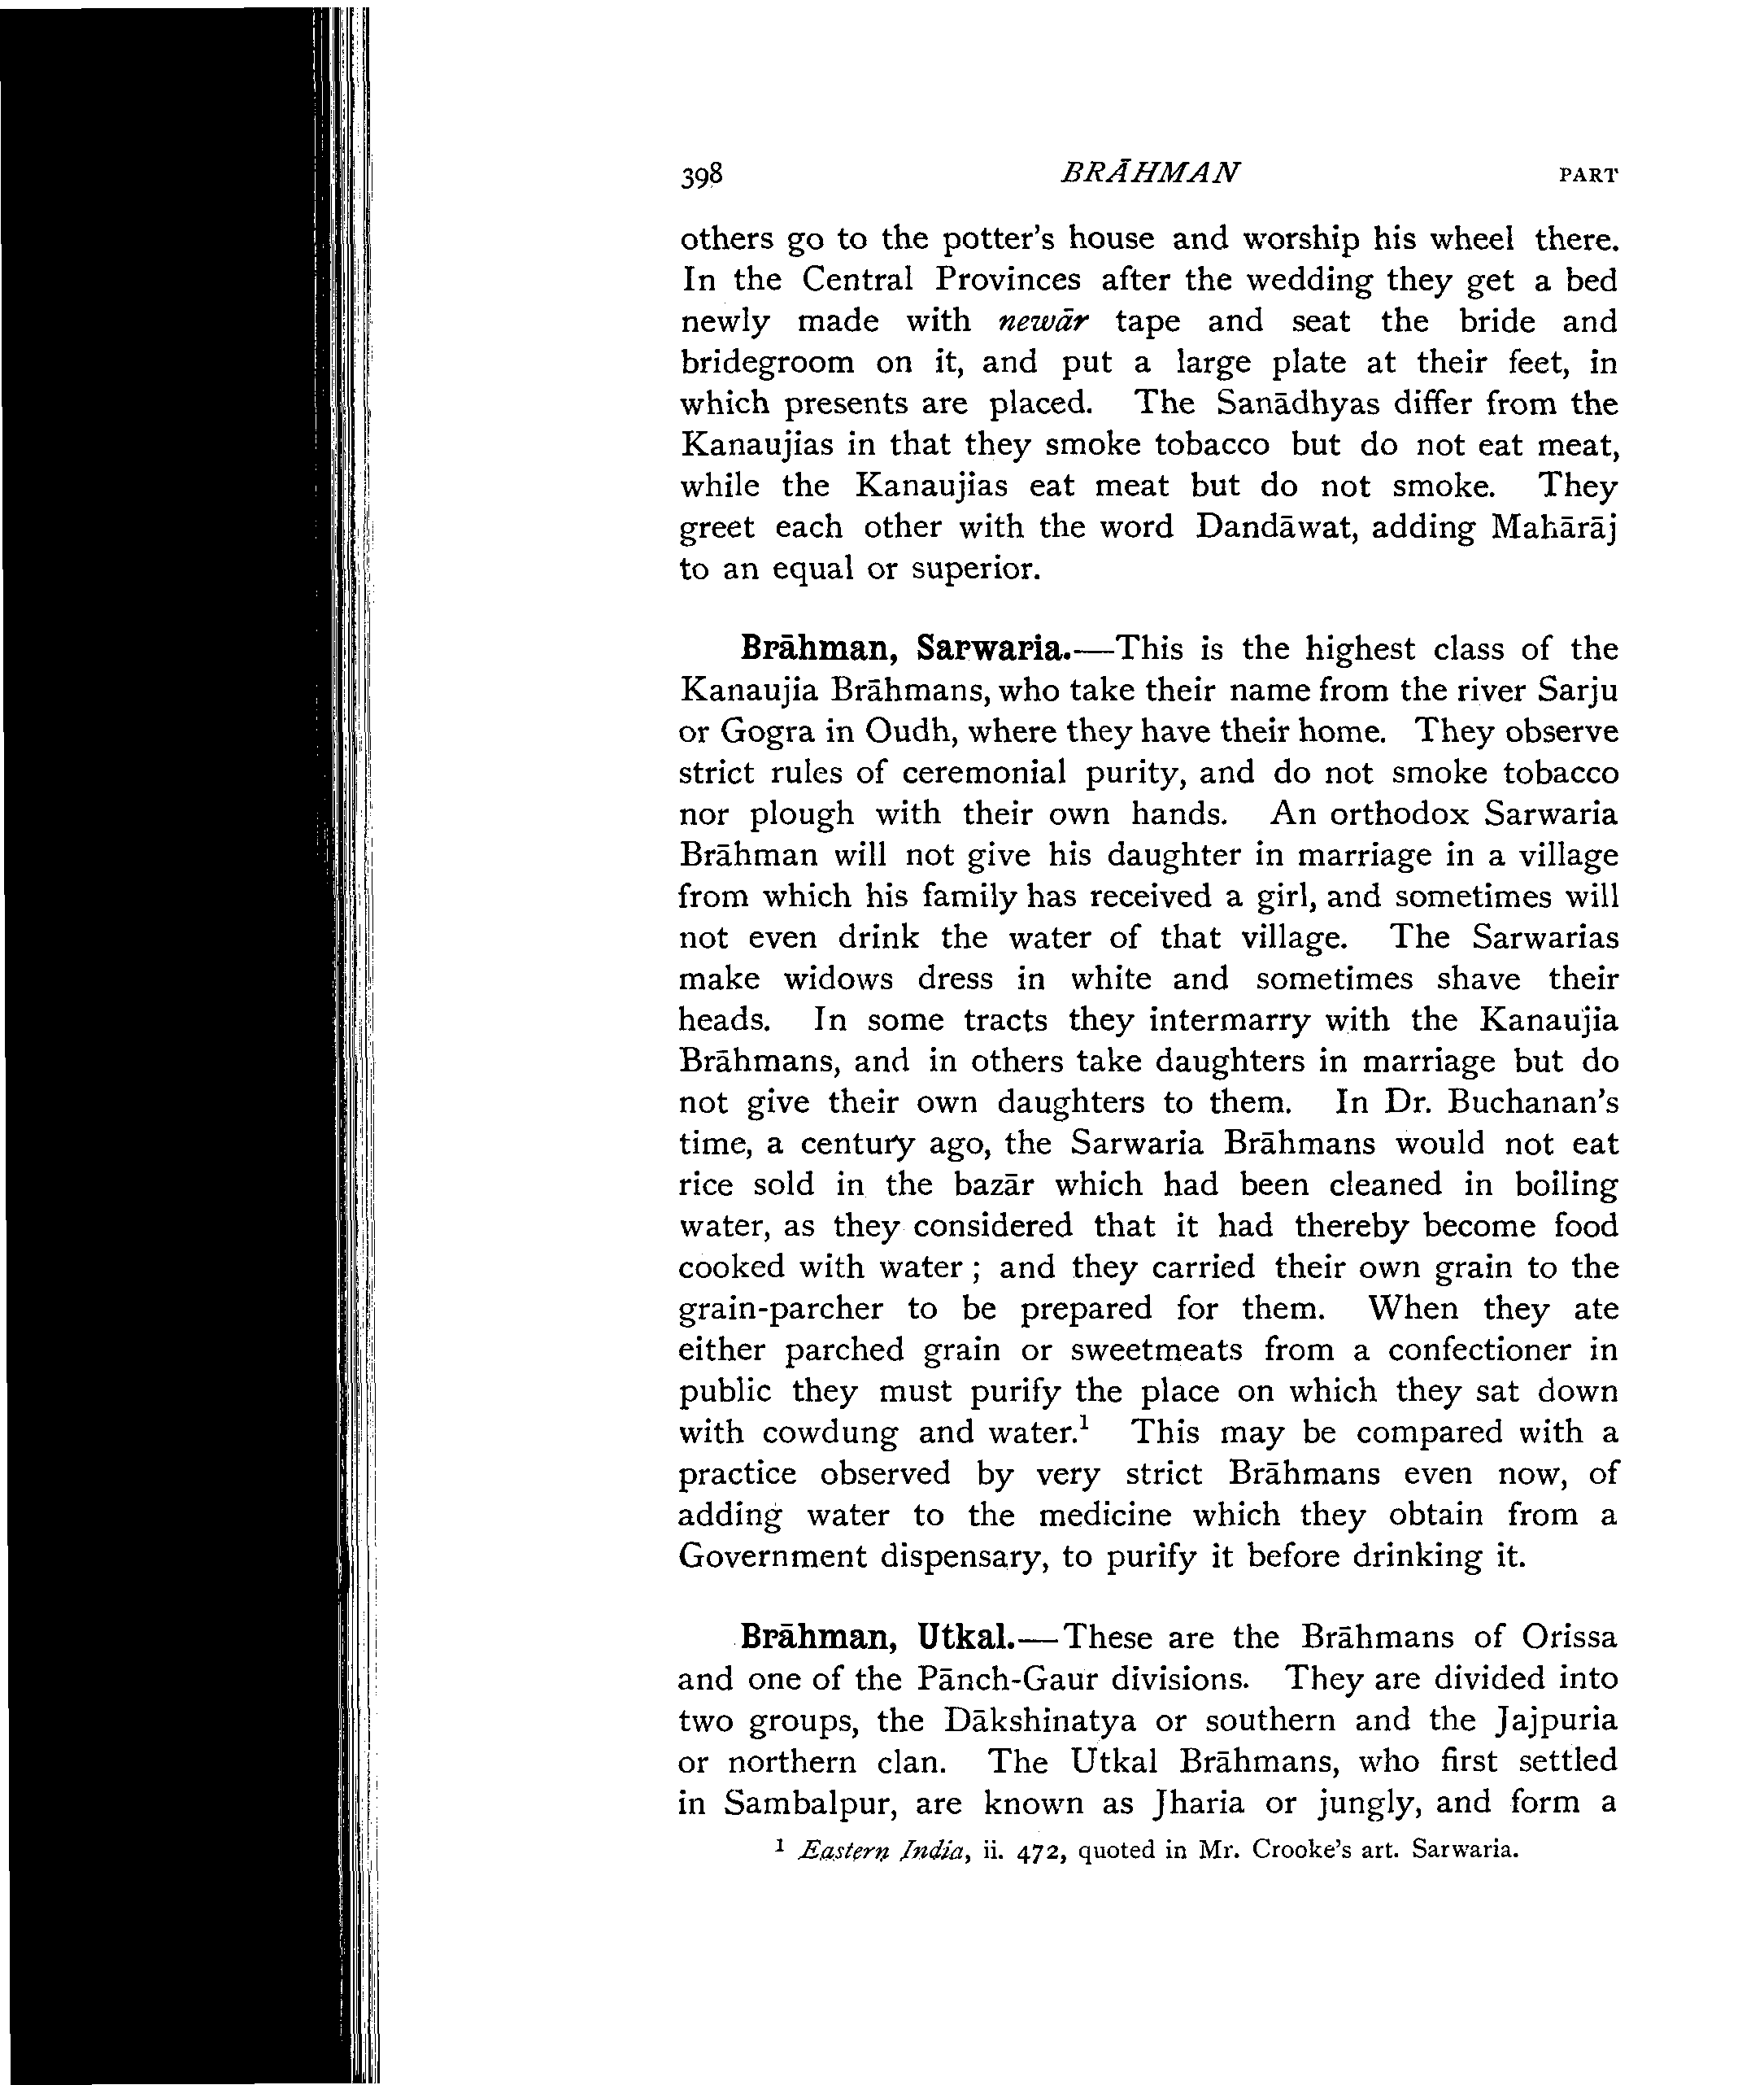 398 BRĀHMAN PART
others go to the potter's house and worship his wheel there.
In the Central Provinces after the wedding they get a bed
newly made with newār tape and seat the bride and
bridegroom on it, and put a large plate at their feet, in
which presents are placed. The Sanādhyas differ from the
Kanaujias in that they smoke tobacco but do not eat meat,
while the Kanaujias eat meat but do not smoke. They
greet each other with the word Dandāwat, adding Mahārāj
to an equal or superior.
Brāhman, Sarwaria.—This is the highest class of the
Kanaujia Brāhmans, who take their name from the river Sarju
or Gogra in Oudh, where they have their home. They observe
strict rules of ceremonial purity, and do not smoke tobacco
nor plough with their own hands. An orthodox Sarwaria
Brāhman will not give his daughter in marriage in a village
from which his family has received a girl, and sometimes will
not even drink the water of that village. The Sarwarias
make widows dress in white and sometimes shave their
heads. In some tracts they intermarry with the Kanaujia
Brāhmans, and in others take daughters in marriage but do
not give their own daughters to them. In Dr. Buchanan's
time, a century ago, the Sarwaria Brāhmans would not eat
rice sold in the bazār which had been cleaned in boiling
water, as they considered that it had thereby become food
cooked with water ; and they carried their own grain to the
grain-parcher to be prepared for them. When they ate
either parched grain or sweetmeats from a confectioner in
public they must purify the place on which they sat down
with cowdung and water.¹ This may be compared with a
practice observed by very strict Brāhmans even now, of
adding water to the medicine which they obtain from a
Government dispensary, to purify it before drinking it.
Brāhman, Utkal.—These are the Brāhmans of Orissa
and one of the Pānch-Gaur divisions. They are divided into
two groups, the Dākshinatya or southern and the Jajpuria
or northern clan. The Utkal Brāhmans, who first settled
in Sambalpur, are known as Jharia or jungly, and form a
¹ Eastern India, ii. 472, quoted in Mr. Crooke's art. Sarwaria.